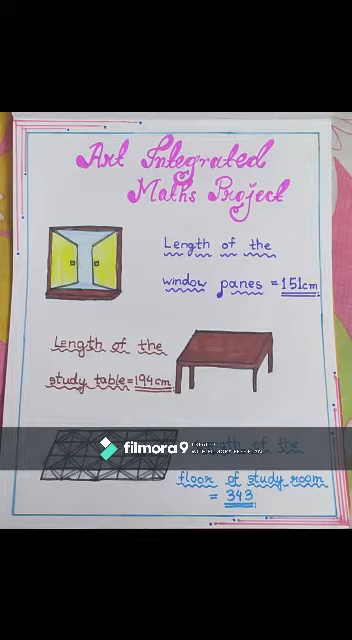 Art Integrated
Maths Project
Length of the
window panes = 151cm
Length of the
study table = 194cm
filmora9
of the
floor of study room
= 343